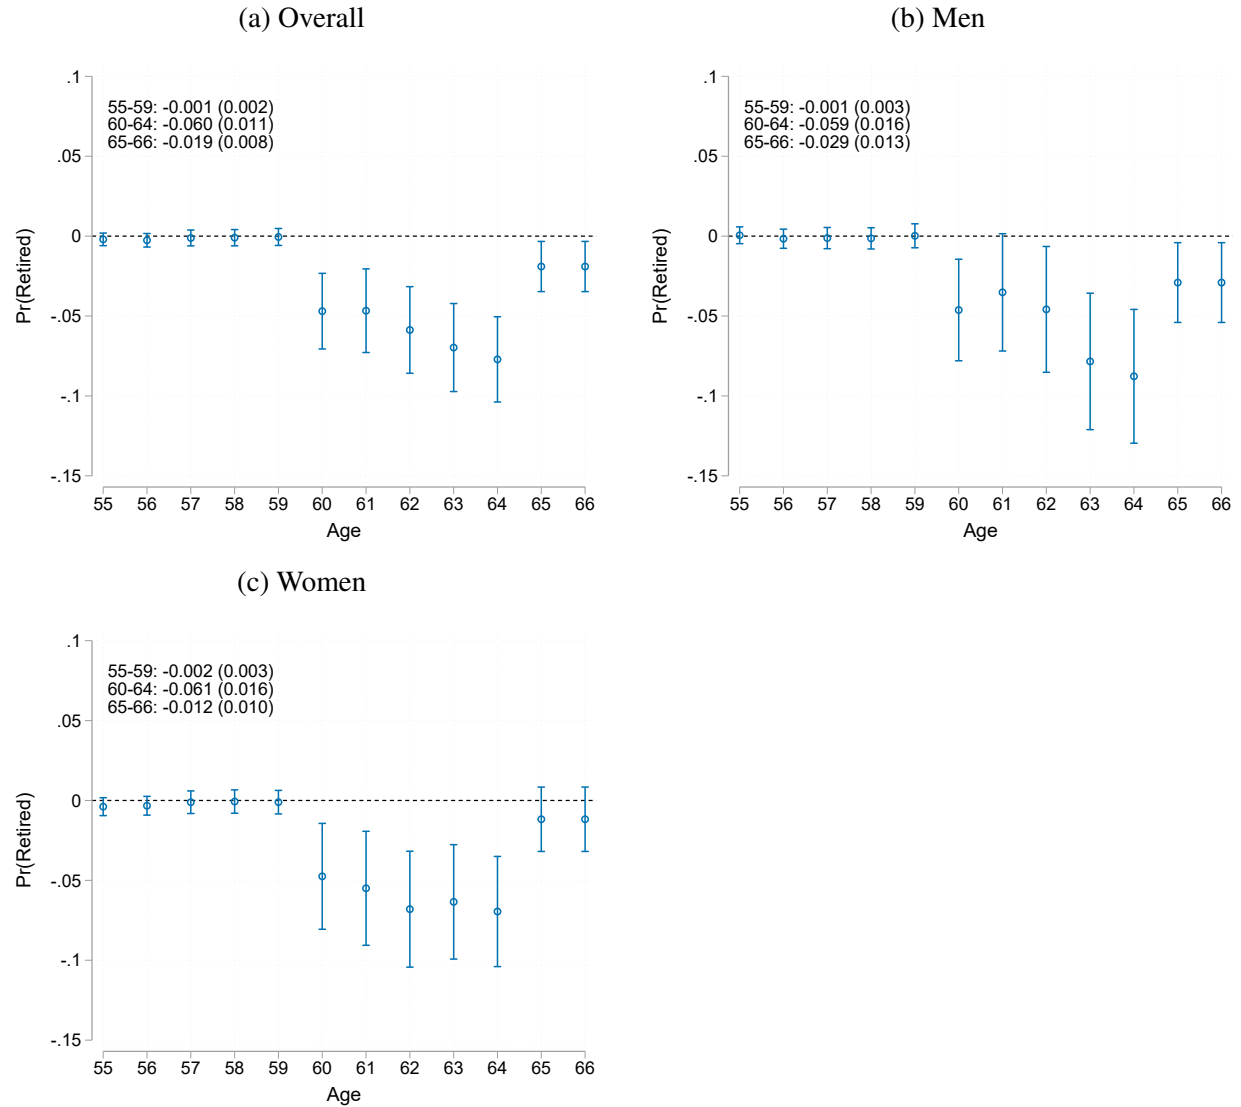 (a) Overall
.1
55-59: -0.001 (0.002)
60-64: -0.060 (0.011)
65-66: -0.019 (0.008)
.05
0
-.05
-.1
-.15
Pr(Retired)
55 56 57 58 59 60 61 62 63 64 65 66
Age
(b) Men
.1
55-59: -0.001 (0.003)
60-64: -0.059 (0.016)
65-66: -0.029 (0.013)
.05
0
-.05
-.1
-.15
Pr(Retired)
55 56 57 58 59 60 61 62 63 64 65 66
Age
(c) Women
.1
55-59: -0.002 (0.003)
60-64: -0.061 (0.016)
65-66: -0.012 (0.010)
.05
0
-.05
-.1
-.15
Pr(Retired)
55 56 57 58 59 60 61 62 63 64 65 66
Age